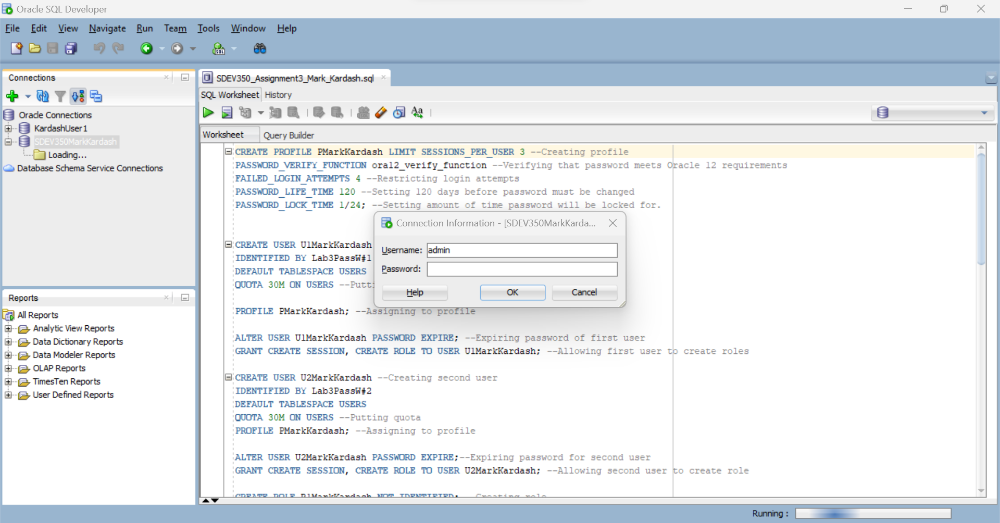 Oracle SQL Developer
File Edit View Navigate Run Team Tools Window Help
Connections
Oracle Connections
KardashUser1
SDEV350MarkKardash
Loading...
Database Schema Service Connections
Reports
All Reports
Analytic View Reports
Data Dictionary Reports
Data Modeler Reports
OLAP Reports
TimesTen Reports
User Defined Reports
SDEV350_Assignment3_Mark_Kardash.sql
SQL Worksheet History
Worksheet Query Builder
CREATE PROFILE PMarkKardash LIMIT SESSIONS_PER_USER 3 --Creating profile
PASSWORD_VERIFY_FUNCTION ora12_verify_function --Verifying that password meets Oracle 12 requirements
FAILED_LOGIN_ATTEMPTS 4 --Restricting login attempts
PASSWORD_LIFE_TIME 120 --Setting 120 days before password must be changed
PASSWORD_LOCK_TIME 1/24; --Setting amount of time password will be locked for.
CREATE USER U1MarkKardash
IDENTIFIED BY Lab3PassW#1
DEFAULT TABLESPACE USERS
QUOTA 30M ON USERS --Putti
PROFILE PMarkKardash; --Assigning to profile
ALTER USER U1MarkKardash PASSWORD EXPIRE; --Expiring password of first user
GRANT CREATE SESSION, CREATE ROLE TO USER U1MarkKardash; --Allowing first user to create roles
CREATE USER U2MarkKardash --Creating second user
IDENTIFIED BY Lab3PassW#2
DEFAULT TABLESPACE USERS
QUOTA 30M ON USERS --Putting quota
PROFILE PMarkKardash; --Assigning to profile
ALTER USER U2MarkKardash PASSWORD EXPIRE;--Expiring password for second user
GRANT CREATE SESSION, CREATE ROLE TO USER U2MarkKardash; --Allowing second user to create role
CREATE ROLE R1MarkKardash NOT IDENTIFIED; --Creating role
Connection Information - [SDEV350MarkKarda...
Username: admin
Password:
Help OK Cancel
Running :